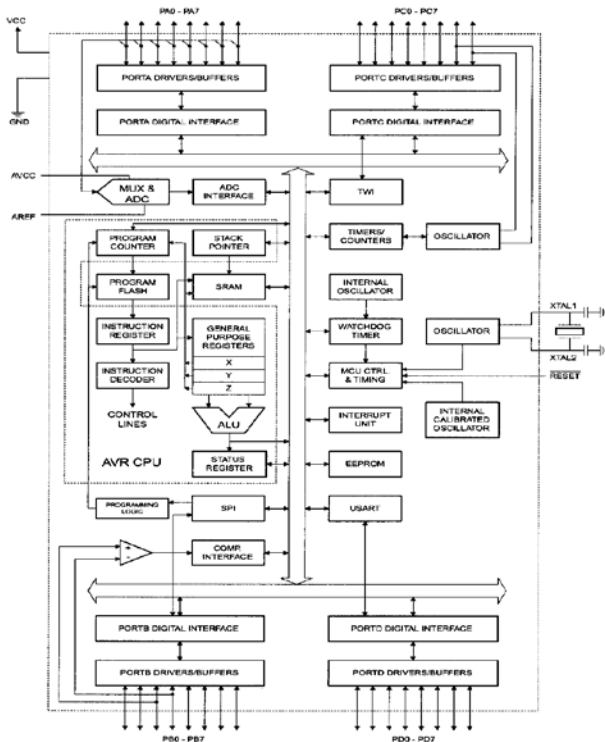 PA0 - PA7
PC0 - PC7
VCC
GND
PORTA DRIVERS/BUFFERS
PORTC DRIVERS/BUFFERS
PORTA DIGITAL INTERFACE
PORTC DIGITAL INTERFACE
AVCC
MUX & ADC
ADC INTERFACE
TWI
AREF
PROGRAM COUNTER
STACK POINTER
TIMERS/ COUNTERS
OSCILLATOR
PROGRAM FLASH
SRAM
INTERNAL OSCILLATOR
XTAL1
INSTRUCTION REGISTER
GENERAL PURPOSE REGISTERS
WATCHDOG TIMER
OSCILLATOR
XTAL2
X
Y
Z
INSTRUCTION DECODER
MCU CTRL. & TIMING
RESET
CONTROL LINES
ALU
INTERRUPT UNIT
INTERNAL CALIBRATED OSCILLATOR
AVR CPU
STATUS REGISTER
EEPROM
PROGRAMMING LOGIC
SPI
USART
+
-
COMP. INTERFACE
PORTB DIGITAL INTERFACE
PORTD DIGITAL INTERFACE
PORTB DRIVERS/BUFFERS
PORTD DRIVERS/BUFFERS
PB0 - PB7
PD0 - PD7